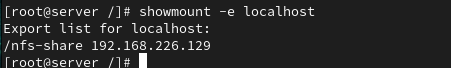 [root@server /]# showmount -e localhost
Export list for localhost:
/nfs-share 192.168.226.129
[root@server /]#